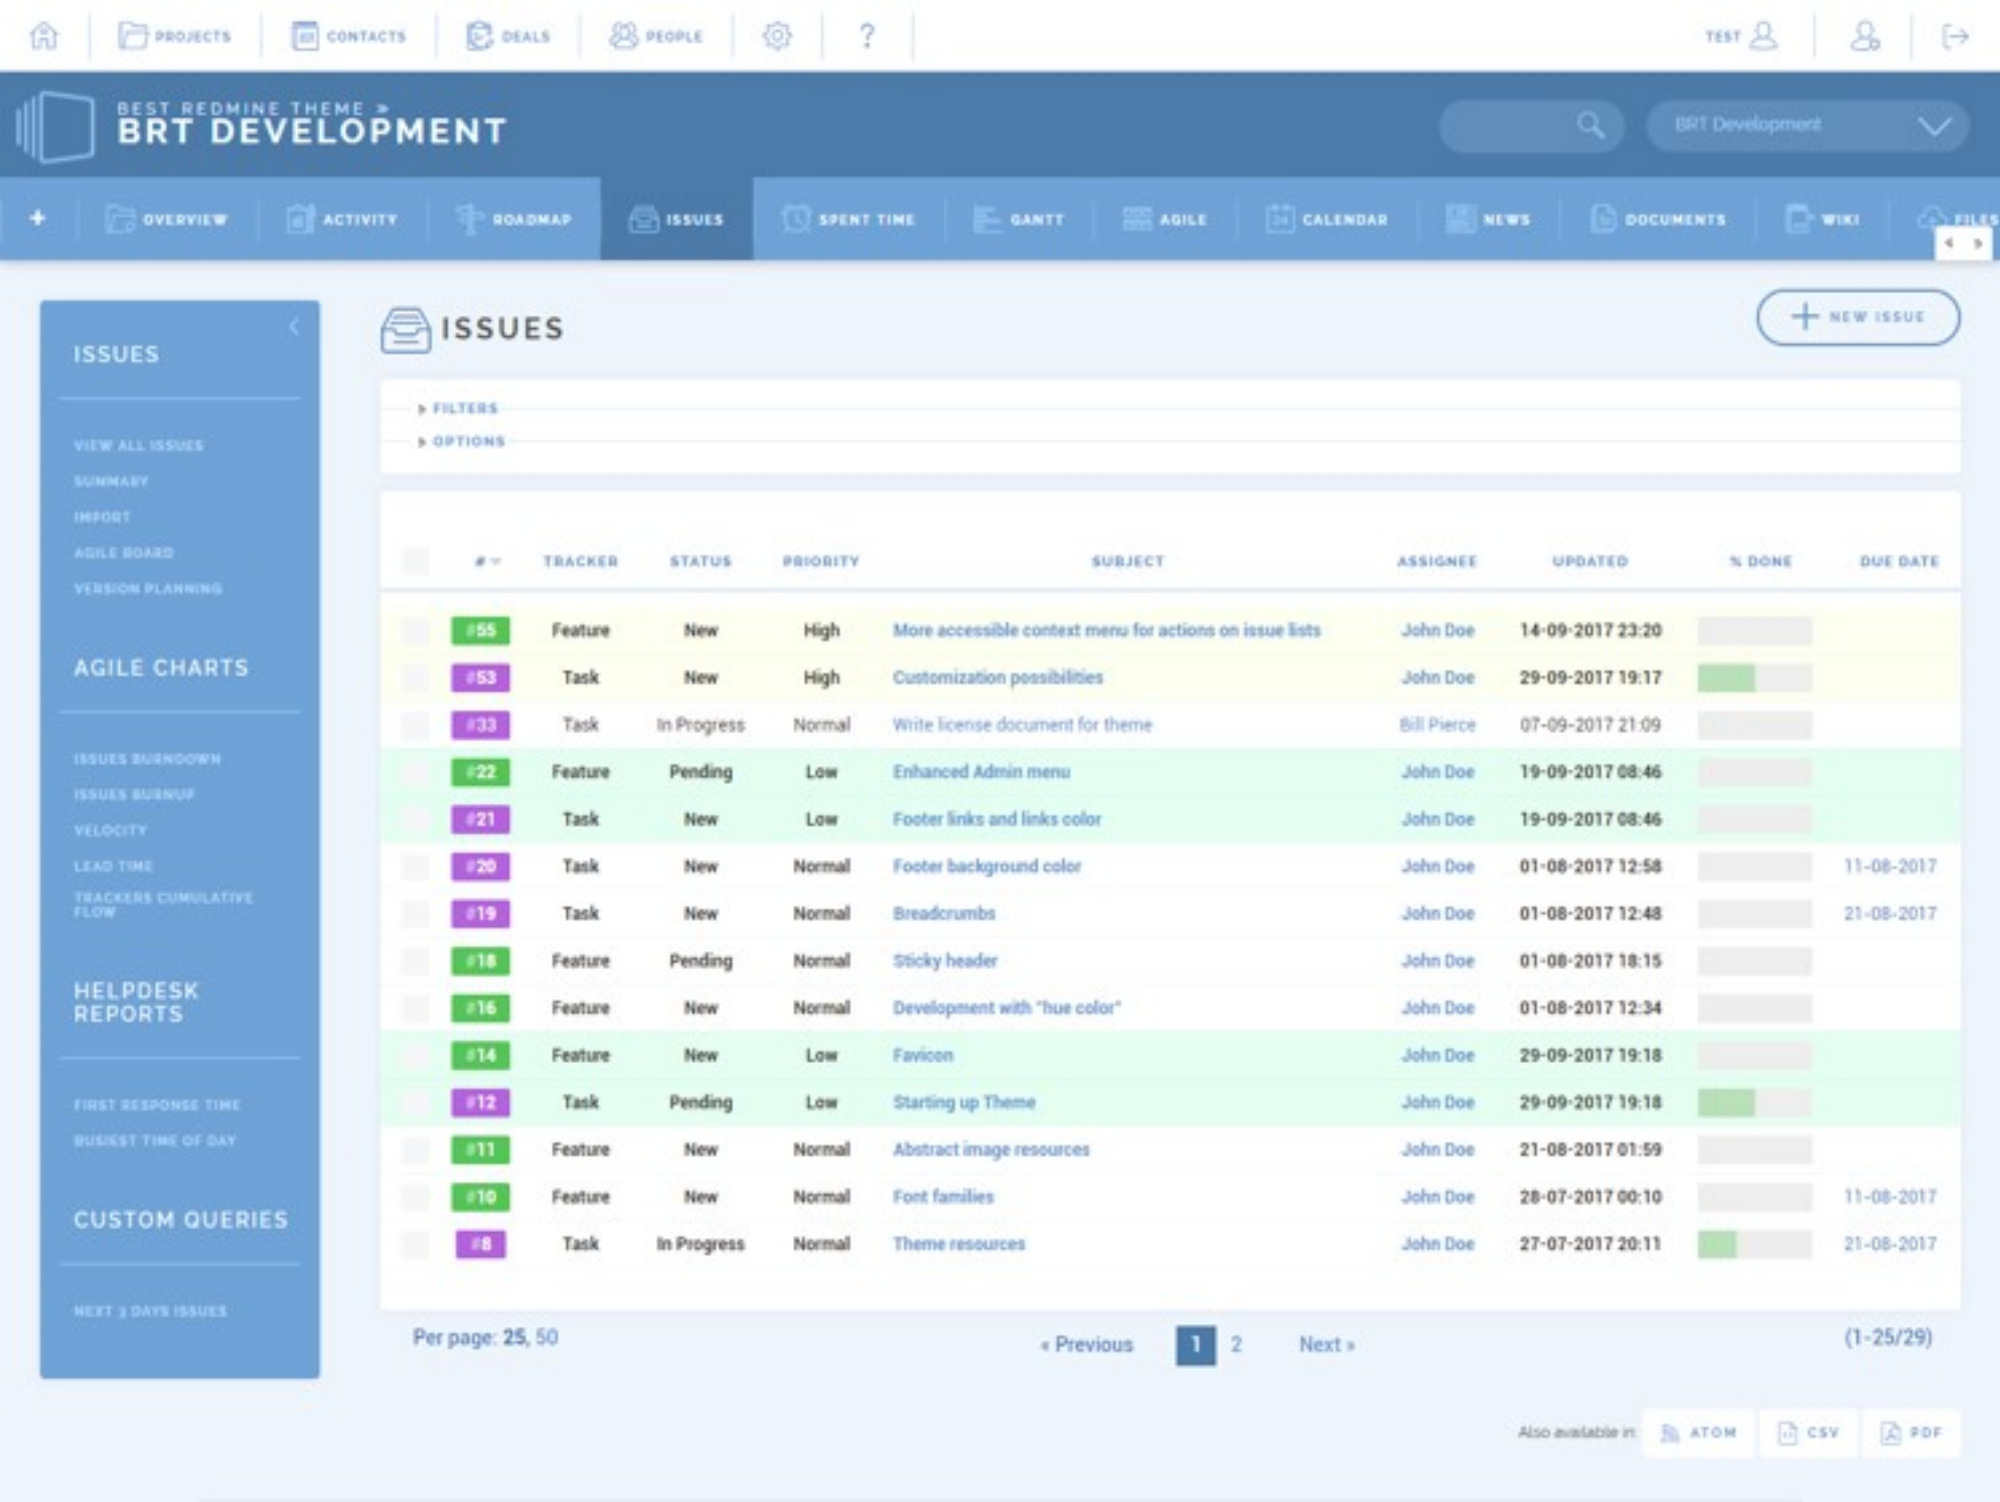 PROJECTS CONTACTS DEALS PEOPLE ? TEST
BEST REDMINE THEME »
BRT DEVELOPMENT
BRT Development
+ OVERVIEW ACTIVITY ROADMAP ISSUES SPENT TIME GANTT AGILE CALENDAR NEWS DOCUMENTS WIKI FILES
ISSUES
VIEW ALL ISSUES
SUMMARY
IMPORT
AGILE BOARD
VERSION PLANNING
AGILE CHARTS
ISSUES BURNDOWN
ISSUES BURNUP
VELOCITY
LEAD TIME
TRACKERS CUMULATIVE
FLOW
HELPDESK
REPORTS
FIRST RESPONSE TIME
BUSIEST TIME OF DAY
CUSTOM QUERIES
NEXT 3 DAYS ISSUES
ISSUES
NEW ISSUE
FILTERS
OPTIONS
# TRACKER STATUS PRIORITY SUBJECT ASSIGNEE UPDATED % DONE DUE DATE
#55 Feature New High More accessible context menu for actions on issue lists John Doe 14-09-2017 23:20
#53 Task New High Customization possibilities John Doe 29-09-2017 19:17
#33 Task In Progress Normal Write license document for theme Bill Pierce 07-09-2017 21:09
#22 Feature Pending Low Enhanced Admin menu John Doe 19-09-2017 08:46
#21 Task New Low Footer links and links color John Doe 19-09-2017 08:46
#20 Task New Normal Footer background color John Doe 01-08-2017 12:58 11-08-2017
#19 Task New Normal Breadcrumbs John Doe 01-08-2017 12:48 21-08-2017
#18 Feature Pending Normal Sticky header John Doe 01-08-2017 18:15
#16 Feature New Normal Development with "hue color" John Doe 01-08-2017 12:34
#14 Feature New Low Favicon John Doe 29-09-2017 19:18
#12 Task Pending Low Starting up Theme John Doe 29-09-2017 19:18
#11 Feature New Normal Abstract image resources John Doe 21-08-2017 01:59
#10 Feature New Normal Font families John Doe 28-07-2017 00:10 11-08-2017
#8 Task In Progress Normal Theme resources John Doe 27-07-2017 20:11 21-08-2017
Per page: 25, 50 « Previous 1 2 Next » (1-25/29)
Also available in: ATOM CSV PDF